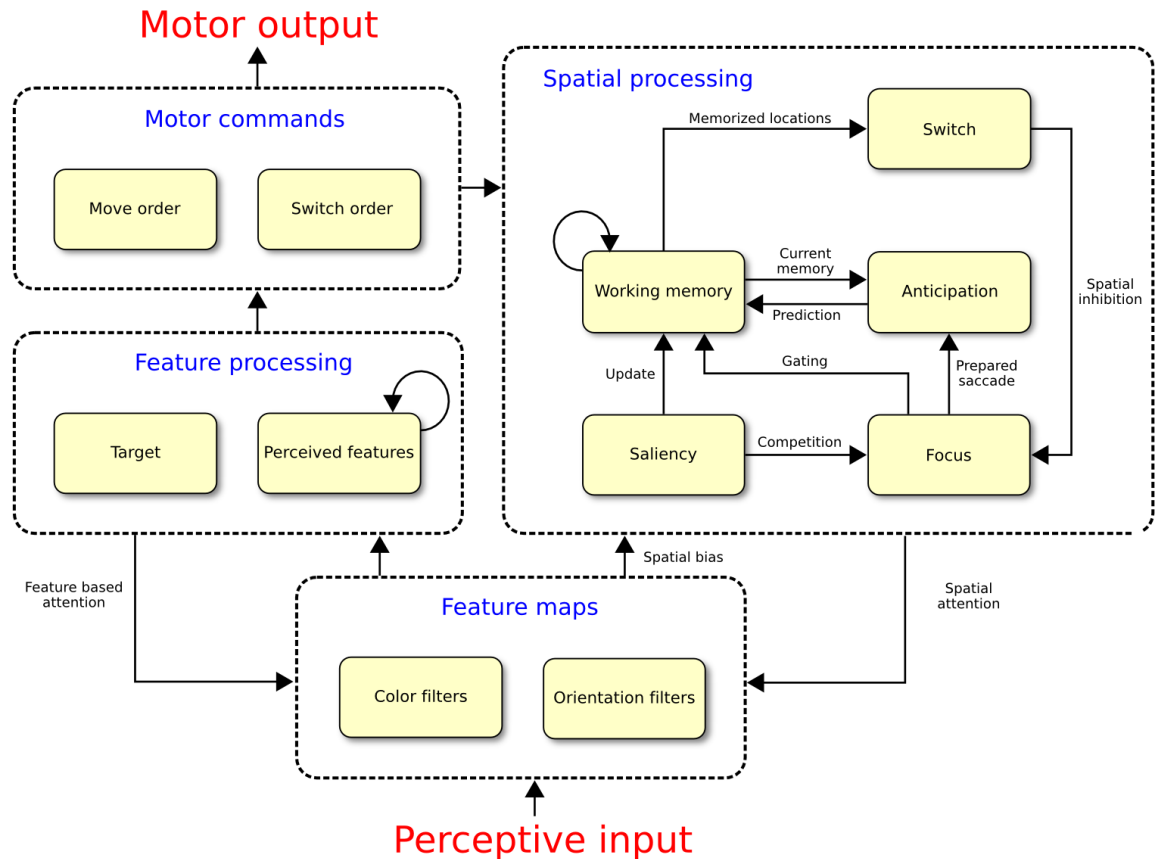 Motor output
Motor commands
Move order
Switch order
Spatial processing
Memorized locations
Switch
Working memory
Current
memory
Prediction
Anticipation
Spatial
inhibition
Update
Gating
Prepared
saccade
Saliency
Competition
Focus
Feature processing
Target
Perceived features
Feature based
attention
Spatial bias
Spatial
attention
Feature maps
Color filters
Orientation filters
Perceptive input